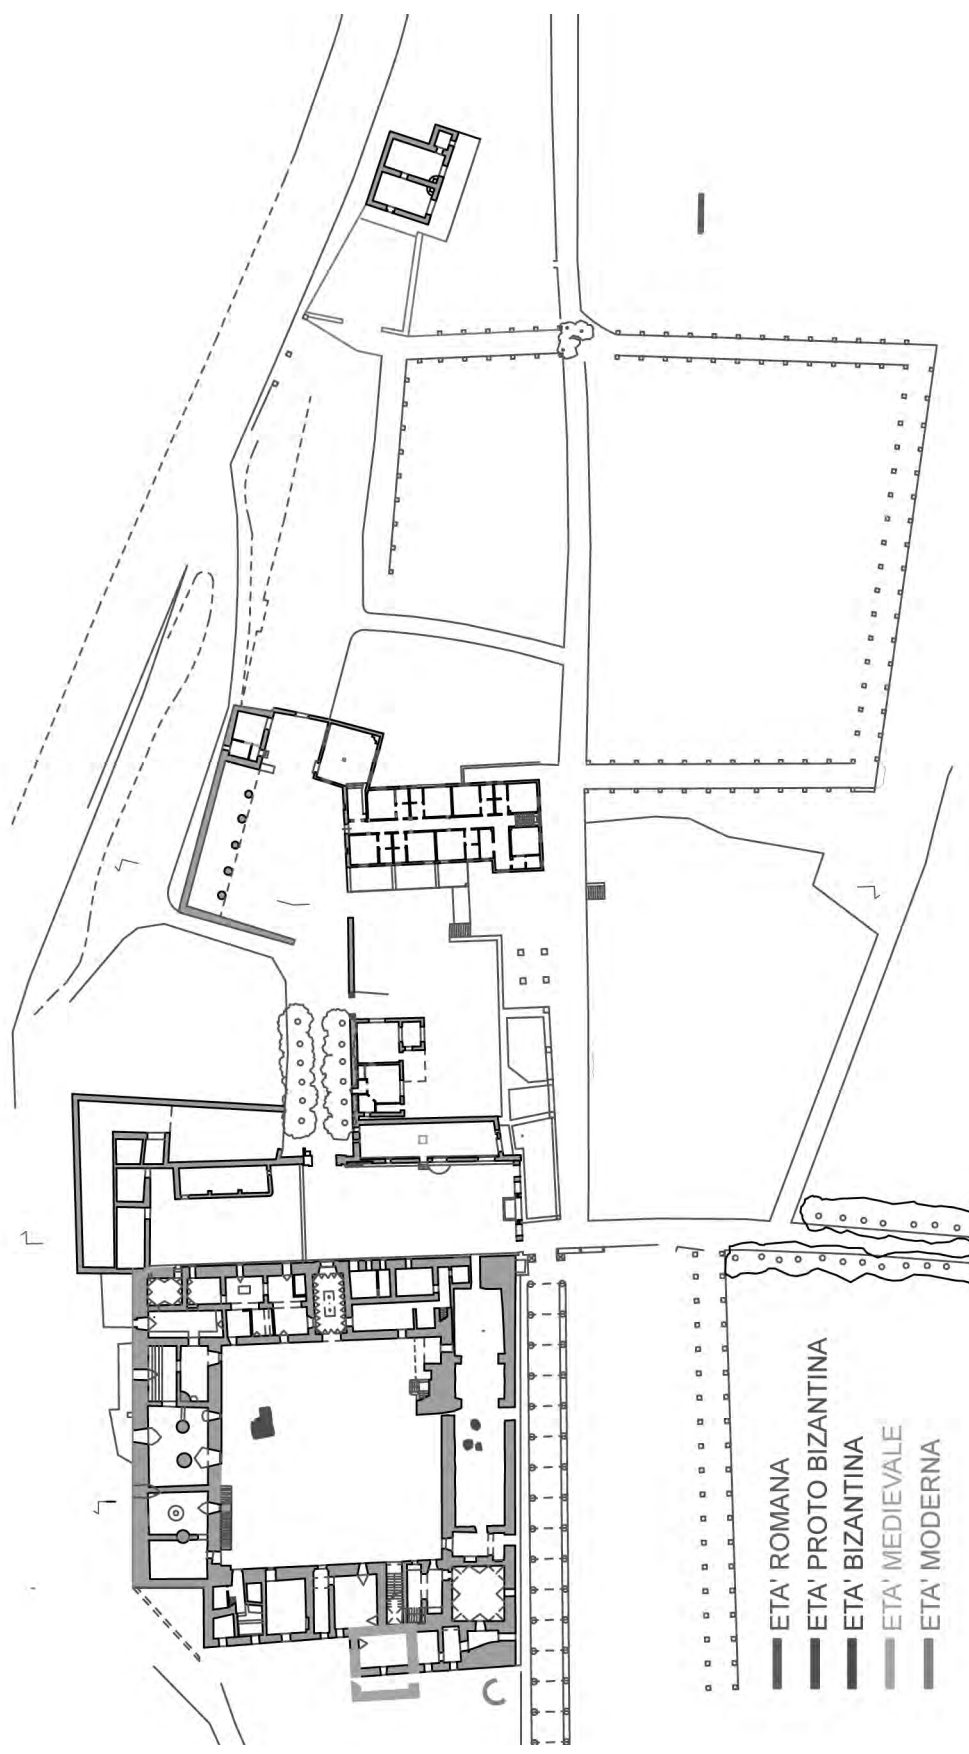 ETA' ROMANA
ETA' PROTO BIZANTINA
ETA' BIZANTINA
ETA' MEDIEVALE
ETA' MODERNA